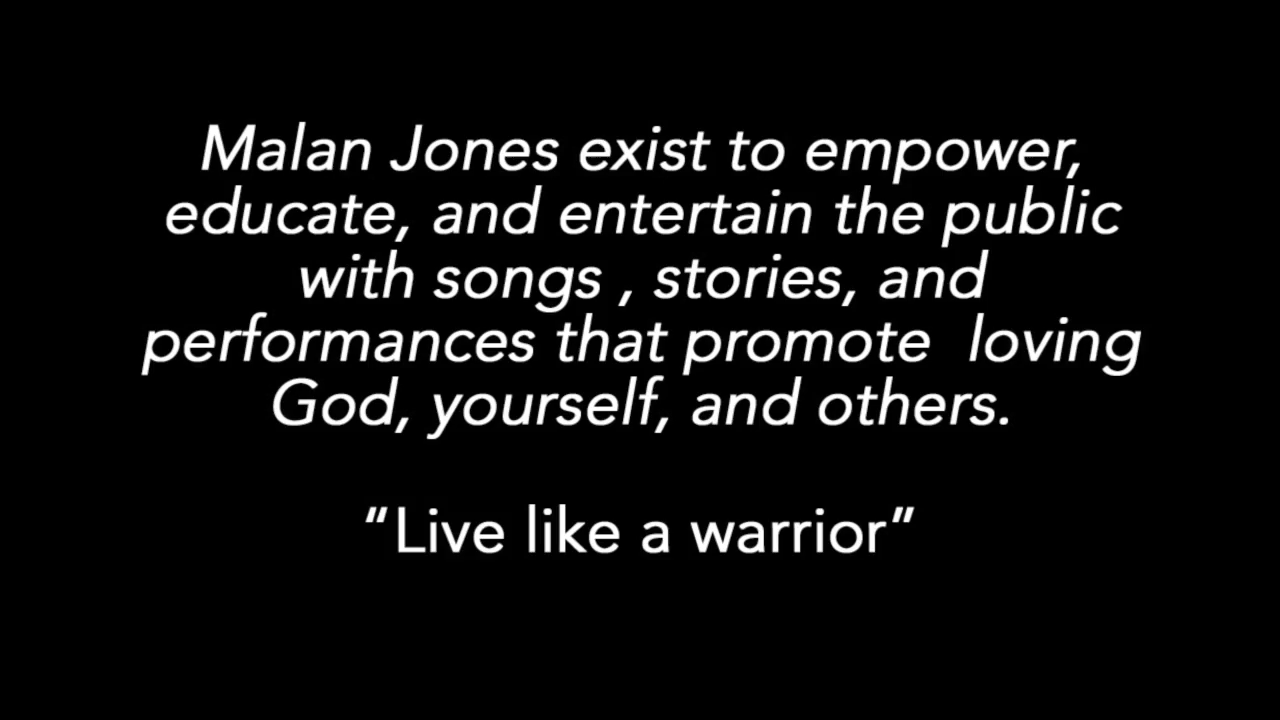 Malan Jones exist to empower,
educate, and entertain the public
with songs , stories, and
performances that promote  loving
God, yourself, and others.
“Live like a warrior”